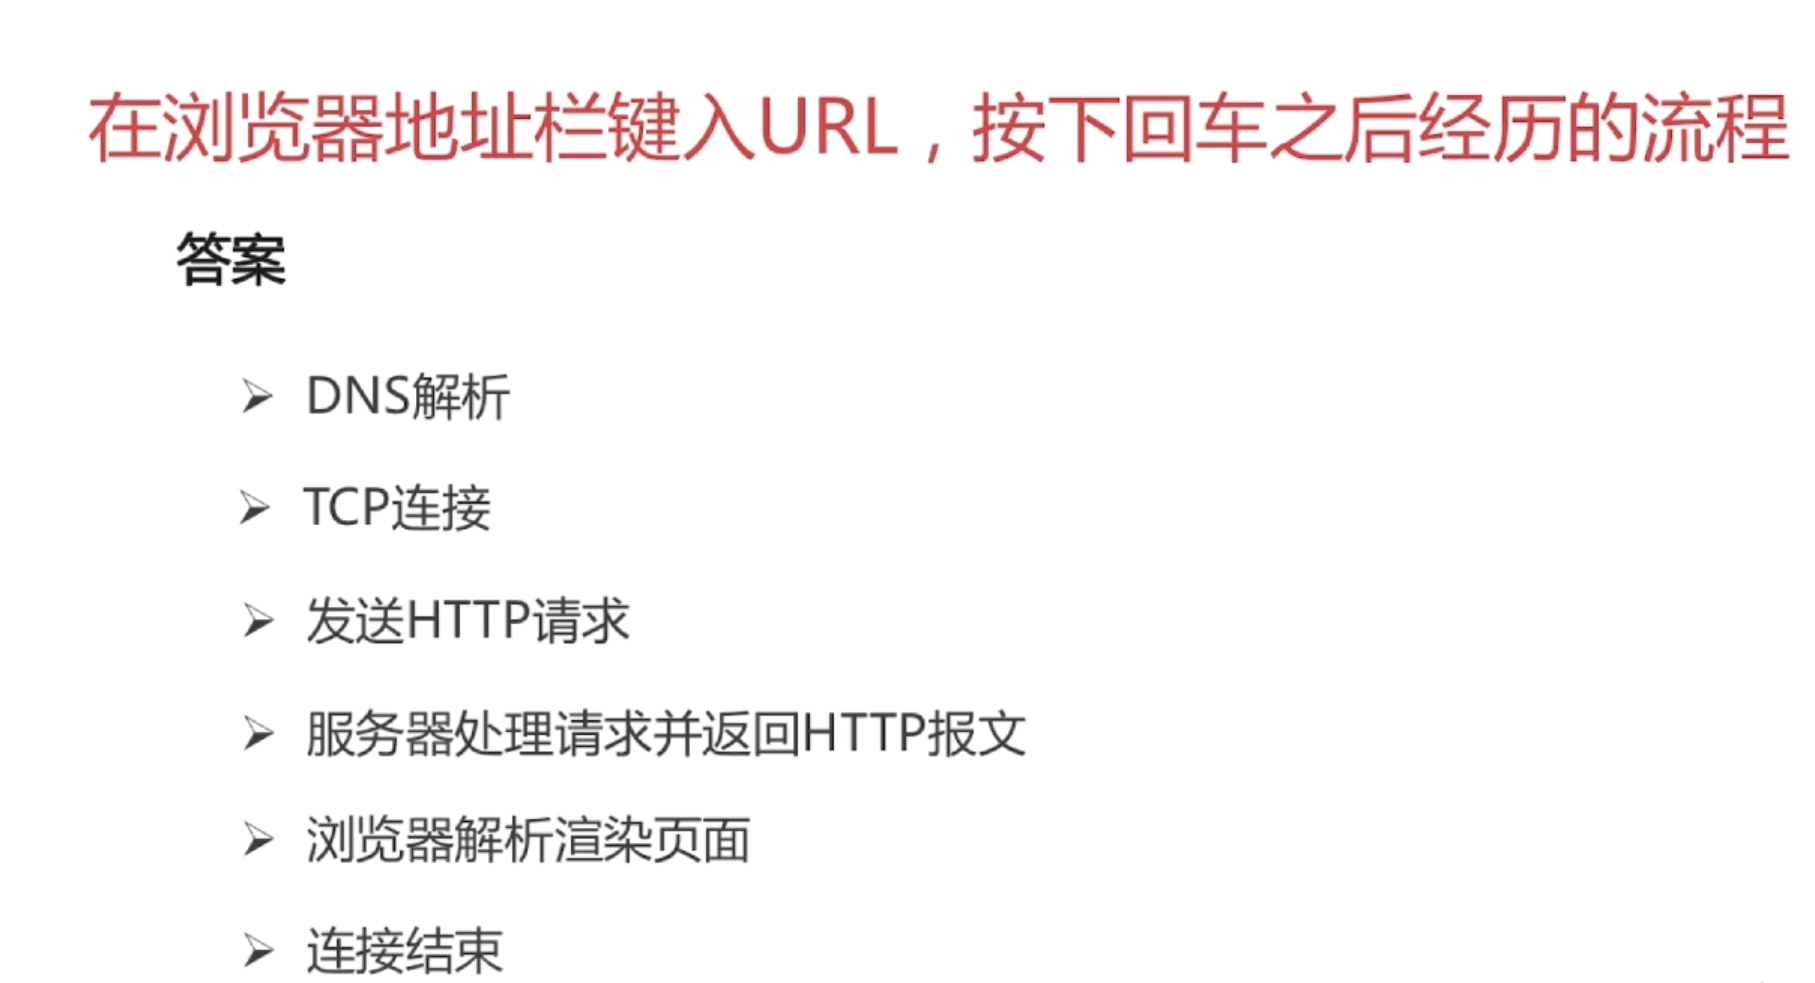 在浏览器地址栏键入URL，按下回车之后经历的流程
答案
➢ DNS解析
➢ TCP连接
➢ 发送HTTP请求
➢ 服务器处理请求并返回HTTP报文
➢ 浏览器解析渲染页面
➢ 连接结束